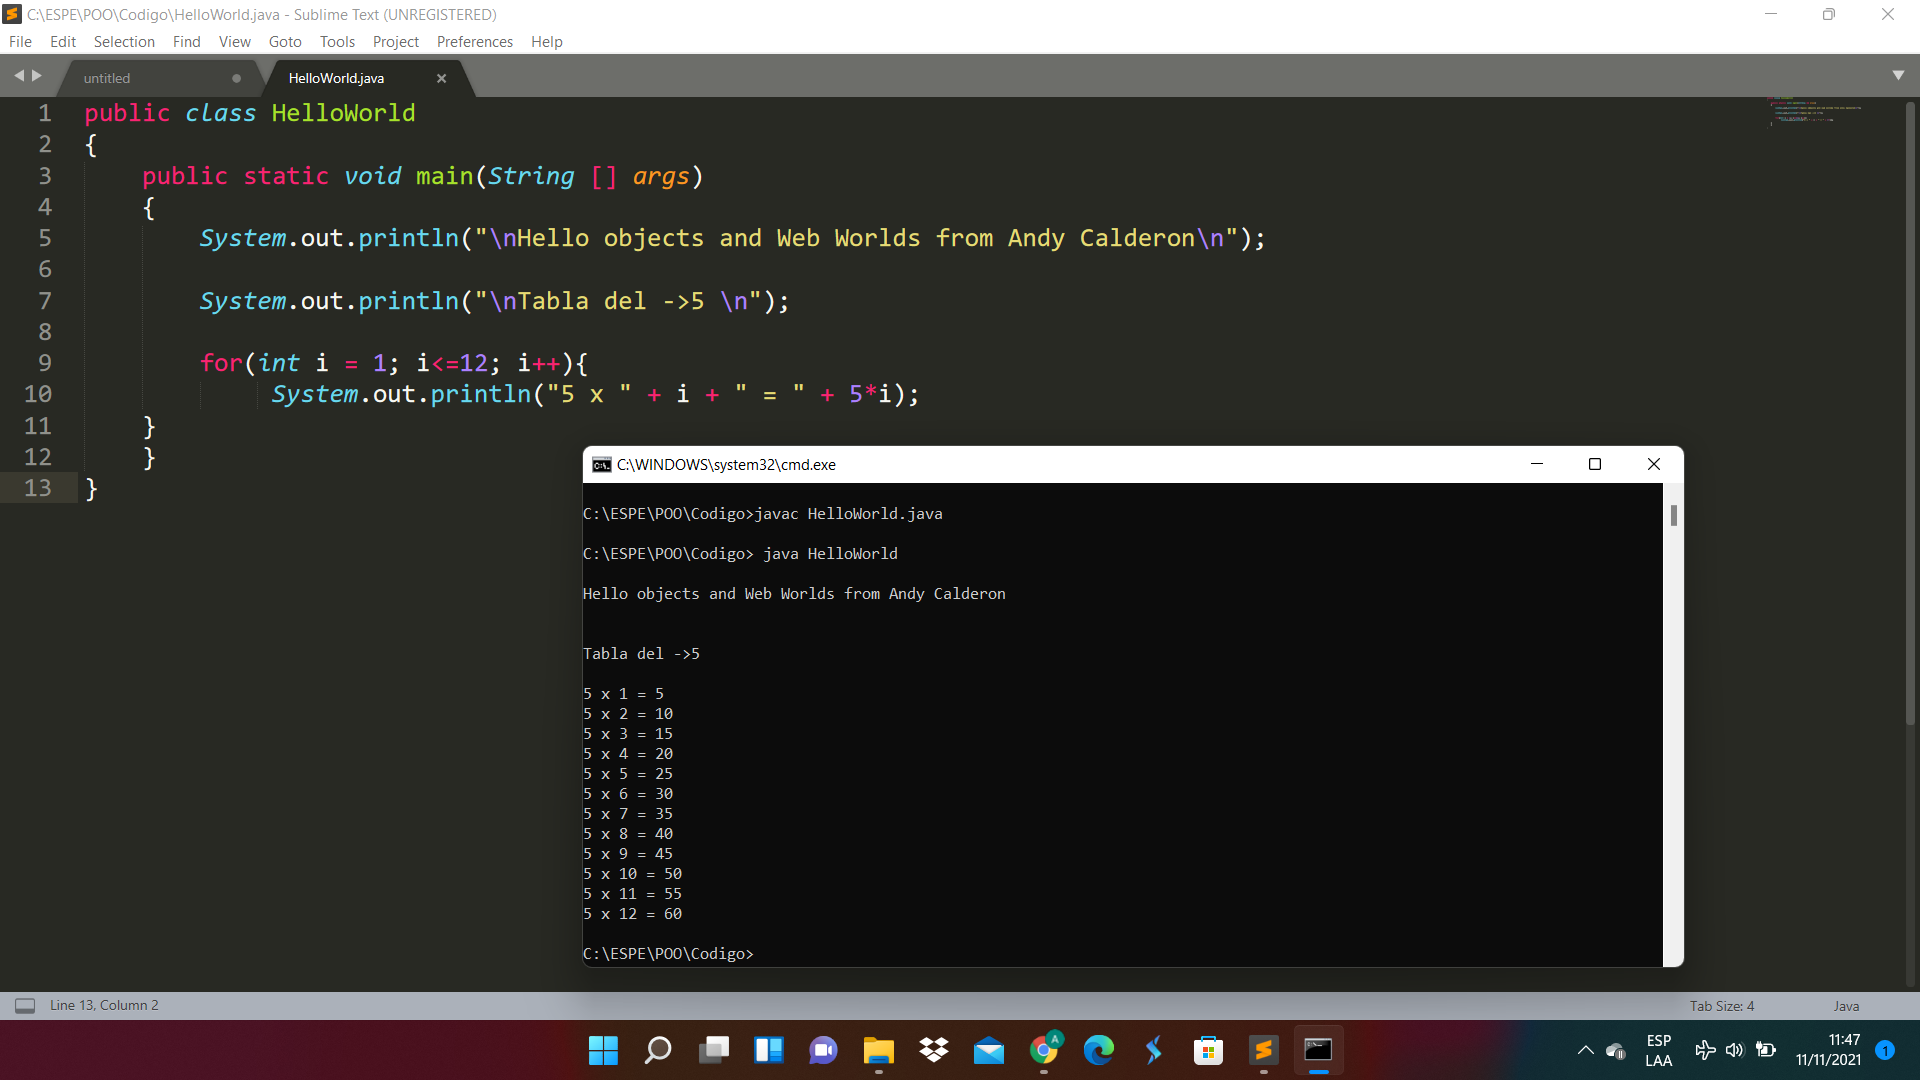 C:\ESPE\POO\Codigo\HelloWorld.java - Sublime Text (UNREGISTERED)
File Edit Selection Find View Goto Tools Project Preferences Help
untitled HelloWorld.java
1 public class HelloWorld
2 {
3 public static void main(String [] args)
4 {
5 System.out.println("\nHello objects and Web Worlds from Andy Calderon\n");
6
7 System.out.println("\nTabla del ->5 \n");
8
9 for(int i = 1; i<=12; i++){
10 System.out.println("5 x " + i + " = " + 5*i);
11 }
12 }
13 }
C:\WINDOWS\system32\cmd.exe
C:\ESPE\POO\Codigo>javac HelloWorld.java
C:\ESPE\POO\Codigo> java HelloWorld
Hello objects and Web Worlds from Andy Calderon
Tabla del ->5
5 x 1 = 5
5 x 2 = 10
5 x 3 = 15
5 x 4 = 20
5 x 5 = 25
5 x 6 = 30
5 x 7 = 35
5 x 8 = 40
5 x 9 = 45
5 x 10 = 50
5 x 11 = 55
5 x 12 = 60
C:\ESPE\POO\Codigo>
Line 13, Column 2 Tab Size: 4 Java
A
ESP
LAA
11:47
11/11/2021
1